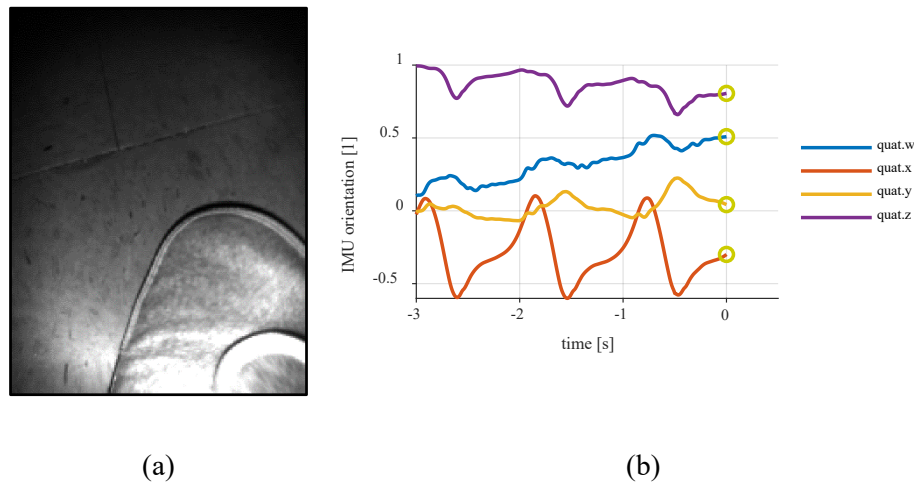 1
0.5
0
-0.5
-3
-2
-1
0
IMU orientation [1]
time [s]
quat.w
quat.x
quat.y
quat.z
(a)
(b)